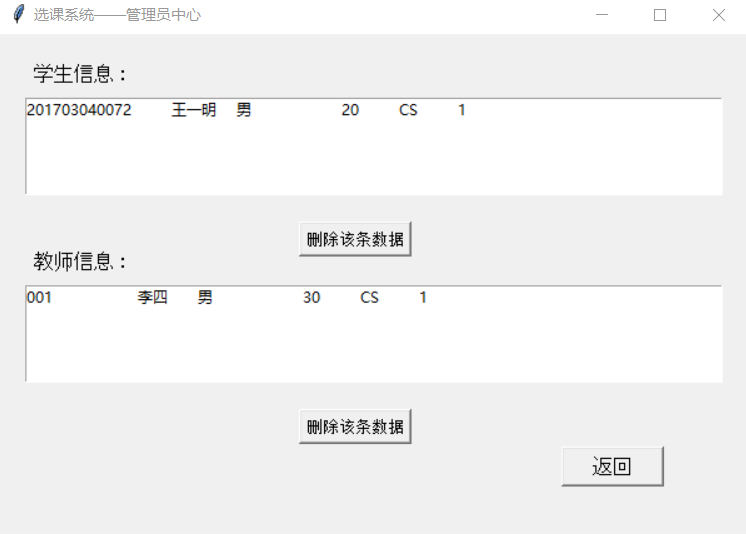 选课系统——管理员中心
学生信息：
201703040072 王一明 男 20 CS 1
删除该条数据
教师信息：
001 李四 男 30 CS 1
删除该条数据
返回